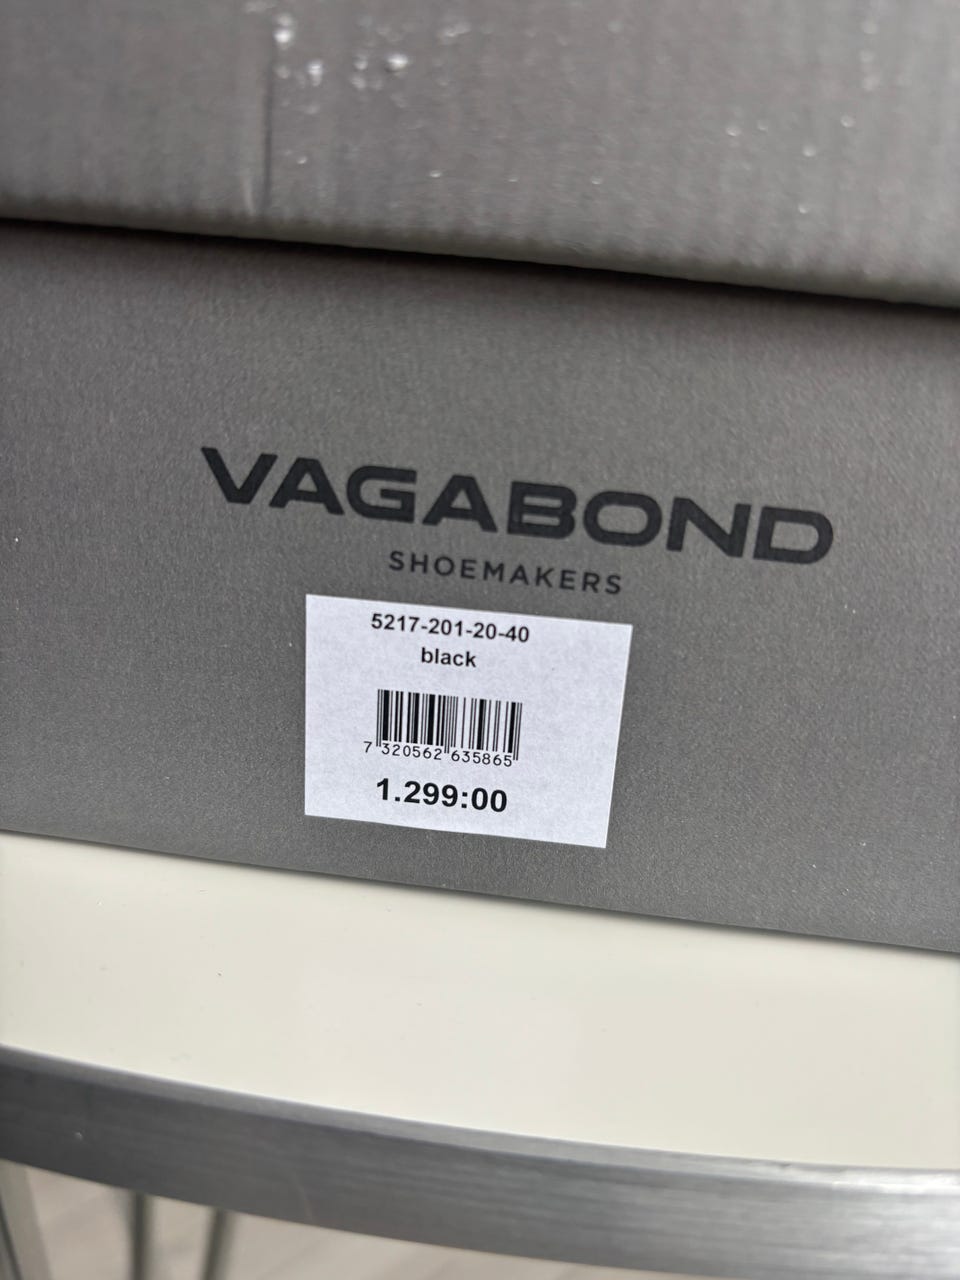 VAGABOND
SHOEMAKERS
5217-201-20-40
black
7 320562 635865
1.299:00